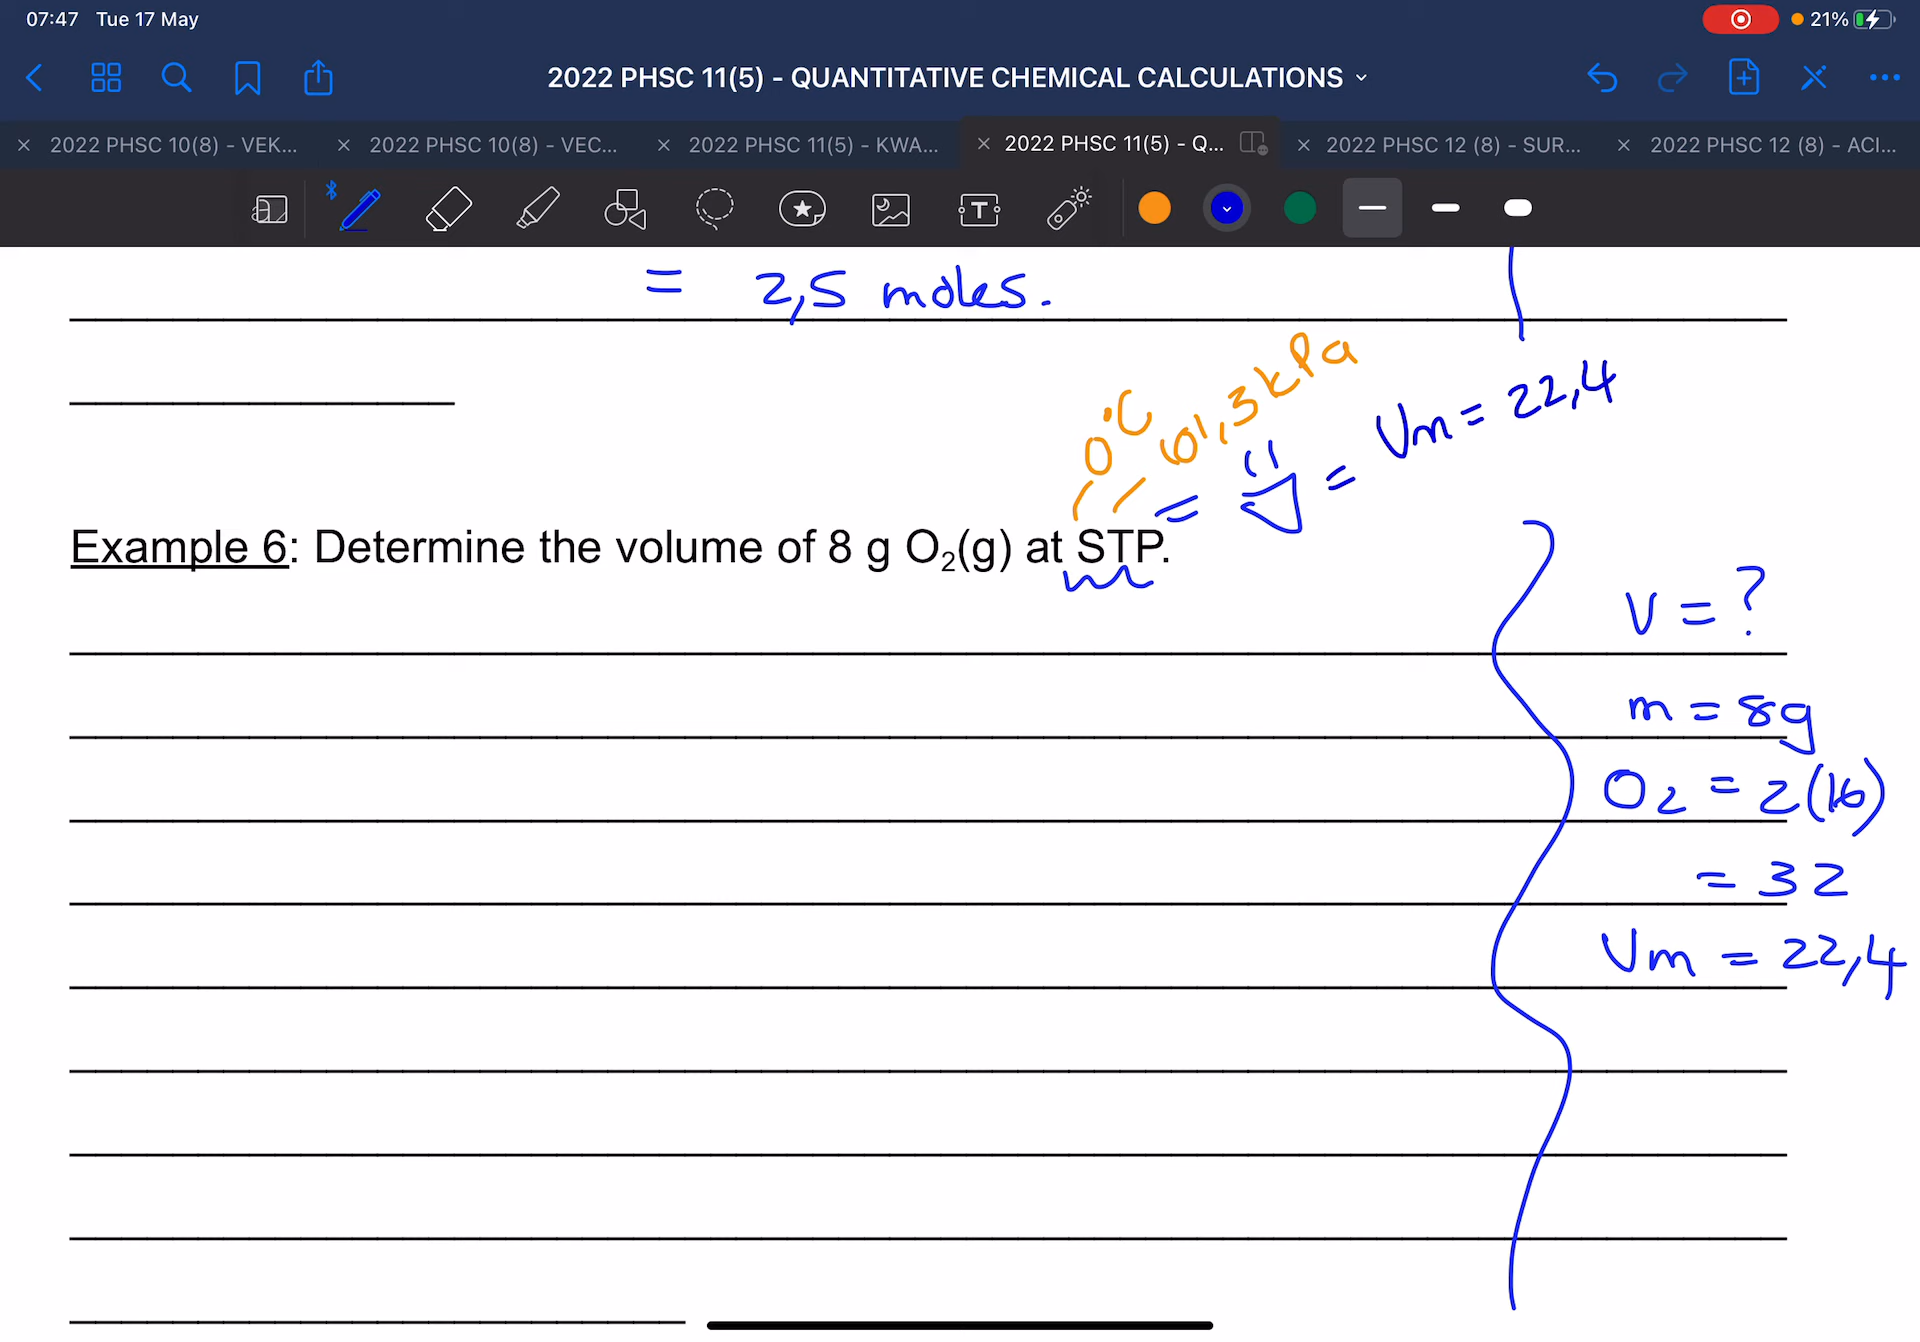 07:47 Tue 17 May
21%
2022 PHSC 11(5) - QUANTITATIVE CHEMICAL CALCULATIONS
2022 PHSC 10(8) - VEK...
2022 PHSC 10(8) - VEC...
2022 PHSC 11(5) - KWA...
2022 PHSC 11(5) - Q...
2022 PHSC 12 (8) - SUR...
2022 PHSC 12 (8) - ACI...
= 2,5 moles.
0°C 101,3kPa
= = Vm = 22,4
Example 6: Determine the volume of 8 g O₂(g) at STP.
V = ?
m = 8g
O₂ = 2(16)
= 32
Vm = 22,4